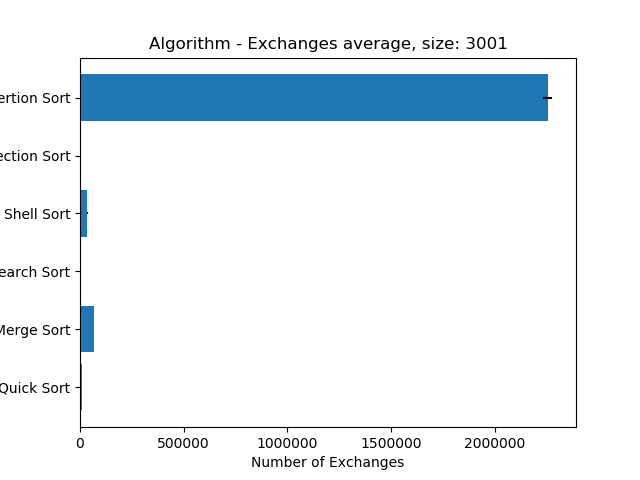 Algorithm - Exchanges average, size: 3001
ertion Sort
ection Sort
Shell Sort
earch Sort
Merge Sort
Quick Sort
0 500000 1000000 1500000 2000000
Number of Exchanges